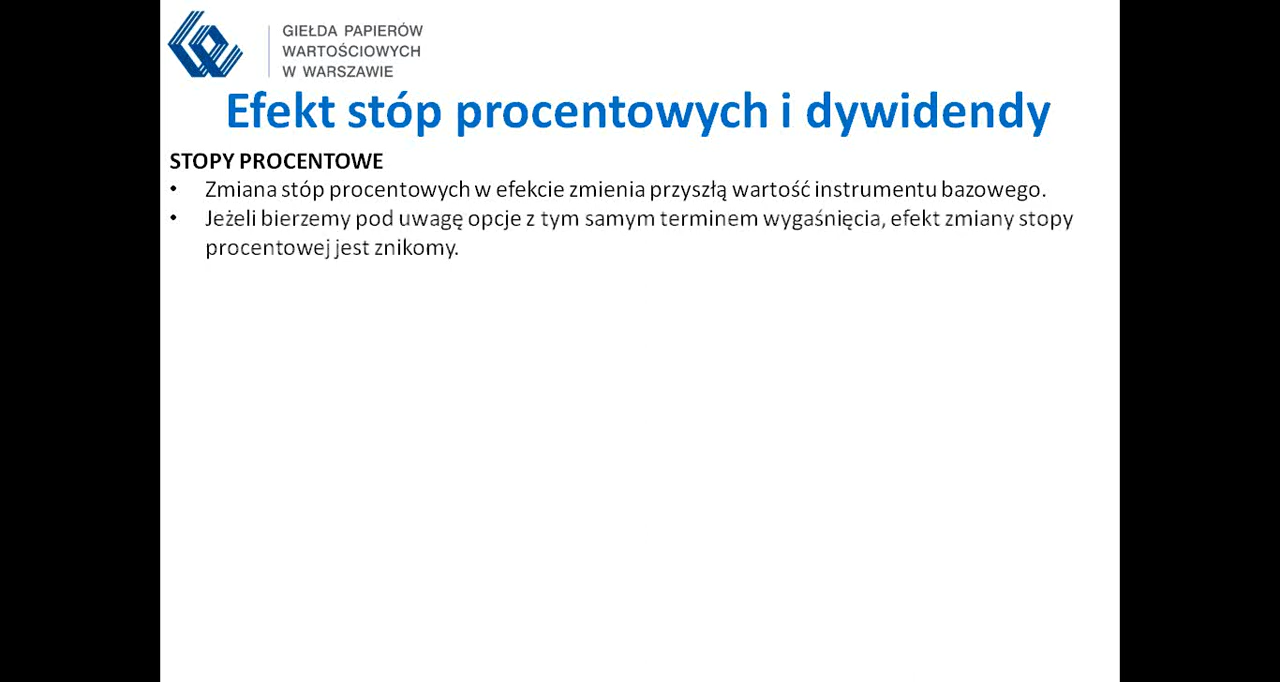 GIEŁDA PAPIERÓW
WARTOŚCIOWYCH
W WARSZAWIE
Efekt stóp procentowych i dywidendy
STOPY PROCENTOWE
• Zmiana stóp procentowych w efekcie zmienia przyszłą wartość instrumentu bazowego.
• Jeżeli bierzemy pod uwagę opcje z tym samym terminem wygaśnięcia, efekt zmiany stopy
procentowej jest znikomy.